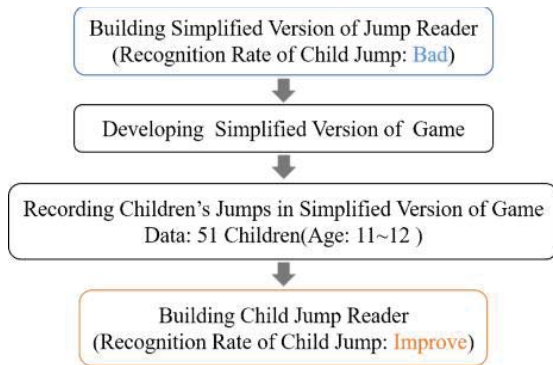 Building Simplified Version of Jump Reader
(Recognition Rate of Child Jump: Bad)
Developing Simplified Version of Game
Recording Children's Jumps in Simplified Version of Game
Data: 51 Children(Age: 11~12 )
Building Child Jump Reader
(Recognition Rate of Child Jump: Improve)